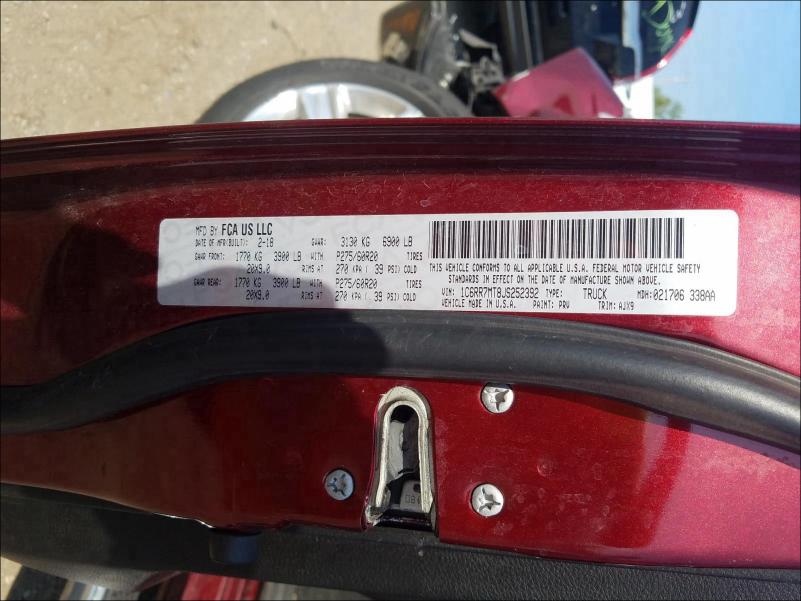 MFD BY FCA US LLC
DATE OF MFR(BUILT): 2-18 GVWR: 3130 KG 6900 LB
GAWR FRONT: 1770 KG 3900 LB WITH P275/60R20 TIRES
20X9.0 RIMS AT 270 KPA( 39 PSI) COLD
GAWR REAR: 1770 KG 3900 LB WITH P275/60R20 TIRES
20X9.0 RIMS AT 270 KPA( 39 PSI) COLD
THIS VEHICLE CONFORMS TO ALL APPLICABLE U.S.A. FEDERAL MOTOR VEHICLE SAFETY
STANDARDS IN EFFECT ON THE DATE OF MANUFACTURE SHOWN ABOVE.
VIN: 1C6RR7MT8JS252392 TYPE: TRUCK MDH: 021706 338AA
VEHICLE MADE IN U.S.A. PAINT: PRV TRIM: AJX9